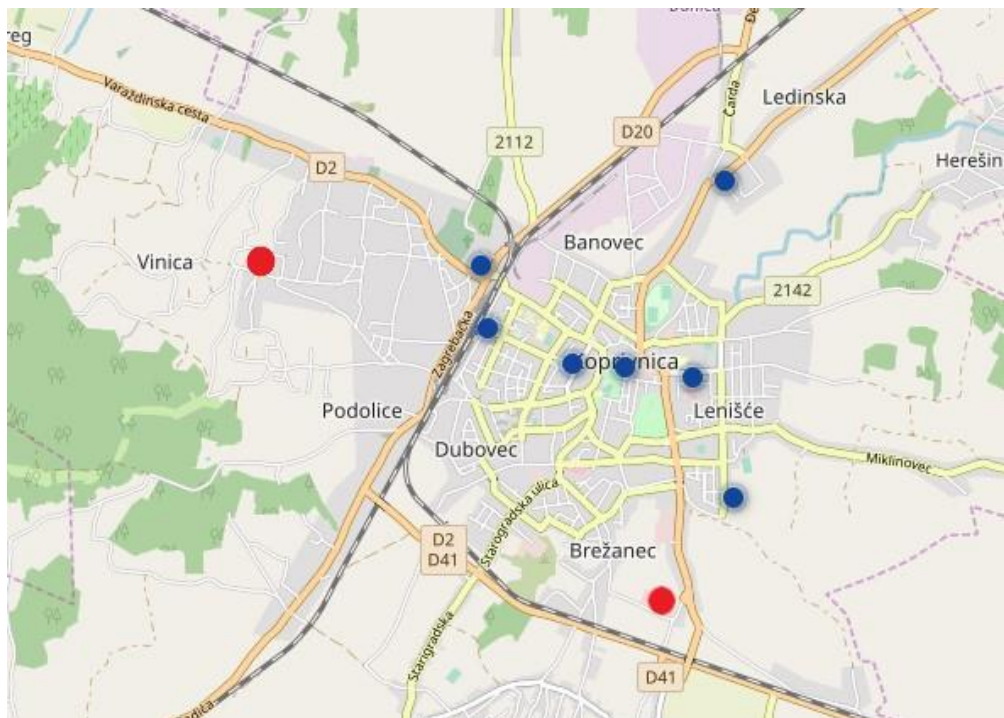 reg
Varaždinska cesta
D2
2112
D20
Čarda
Ledinska
Herešin
Vinica
Banovec
2142
Zagrebačka
Koprivnica
Podolice
Lenišće
Dubovec
Miklinovec
Starogradska ulica
D2
D41
Brežanec
Starigradska
D41